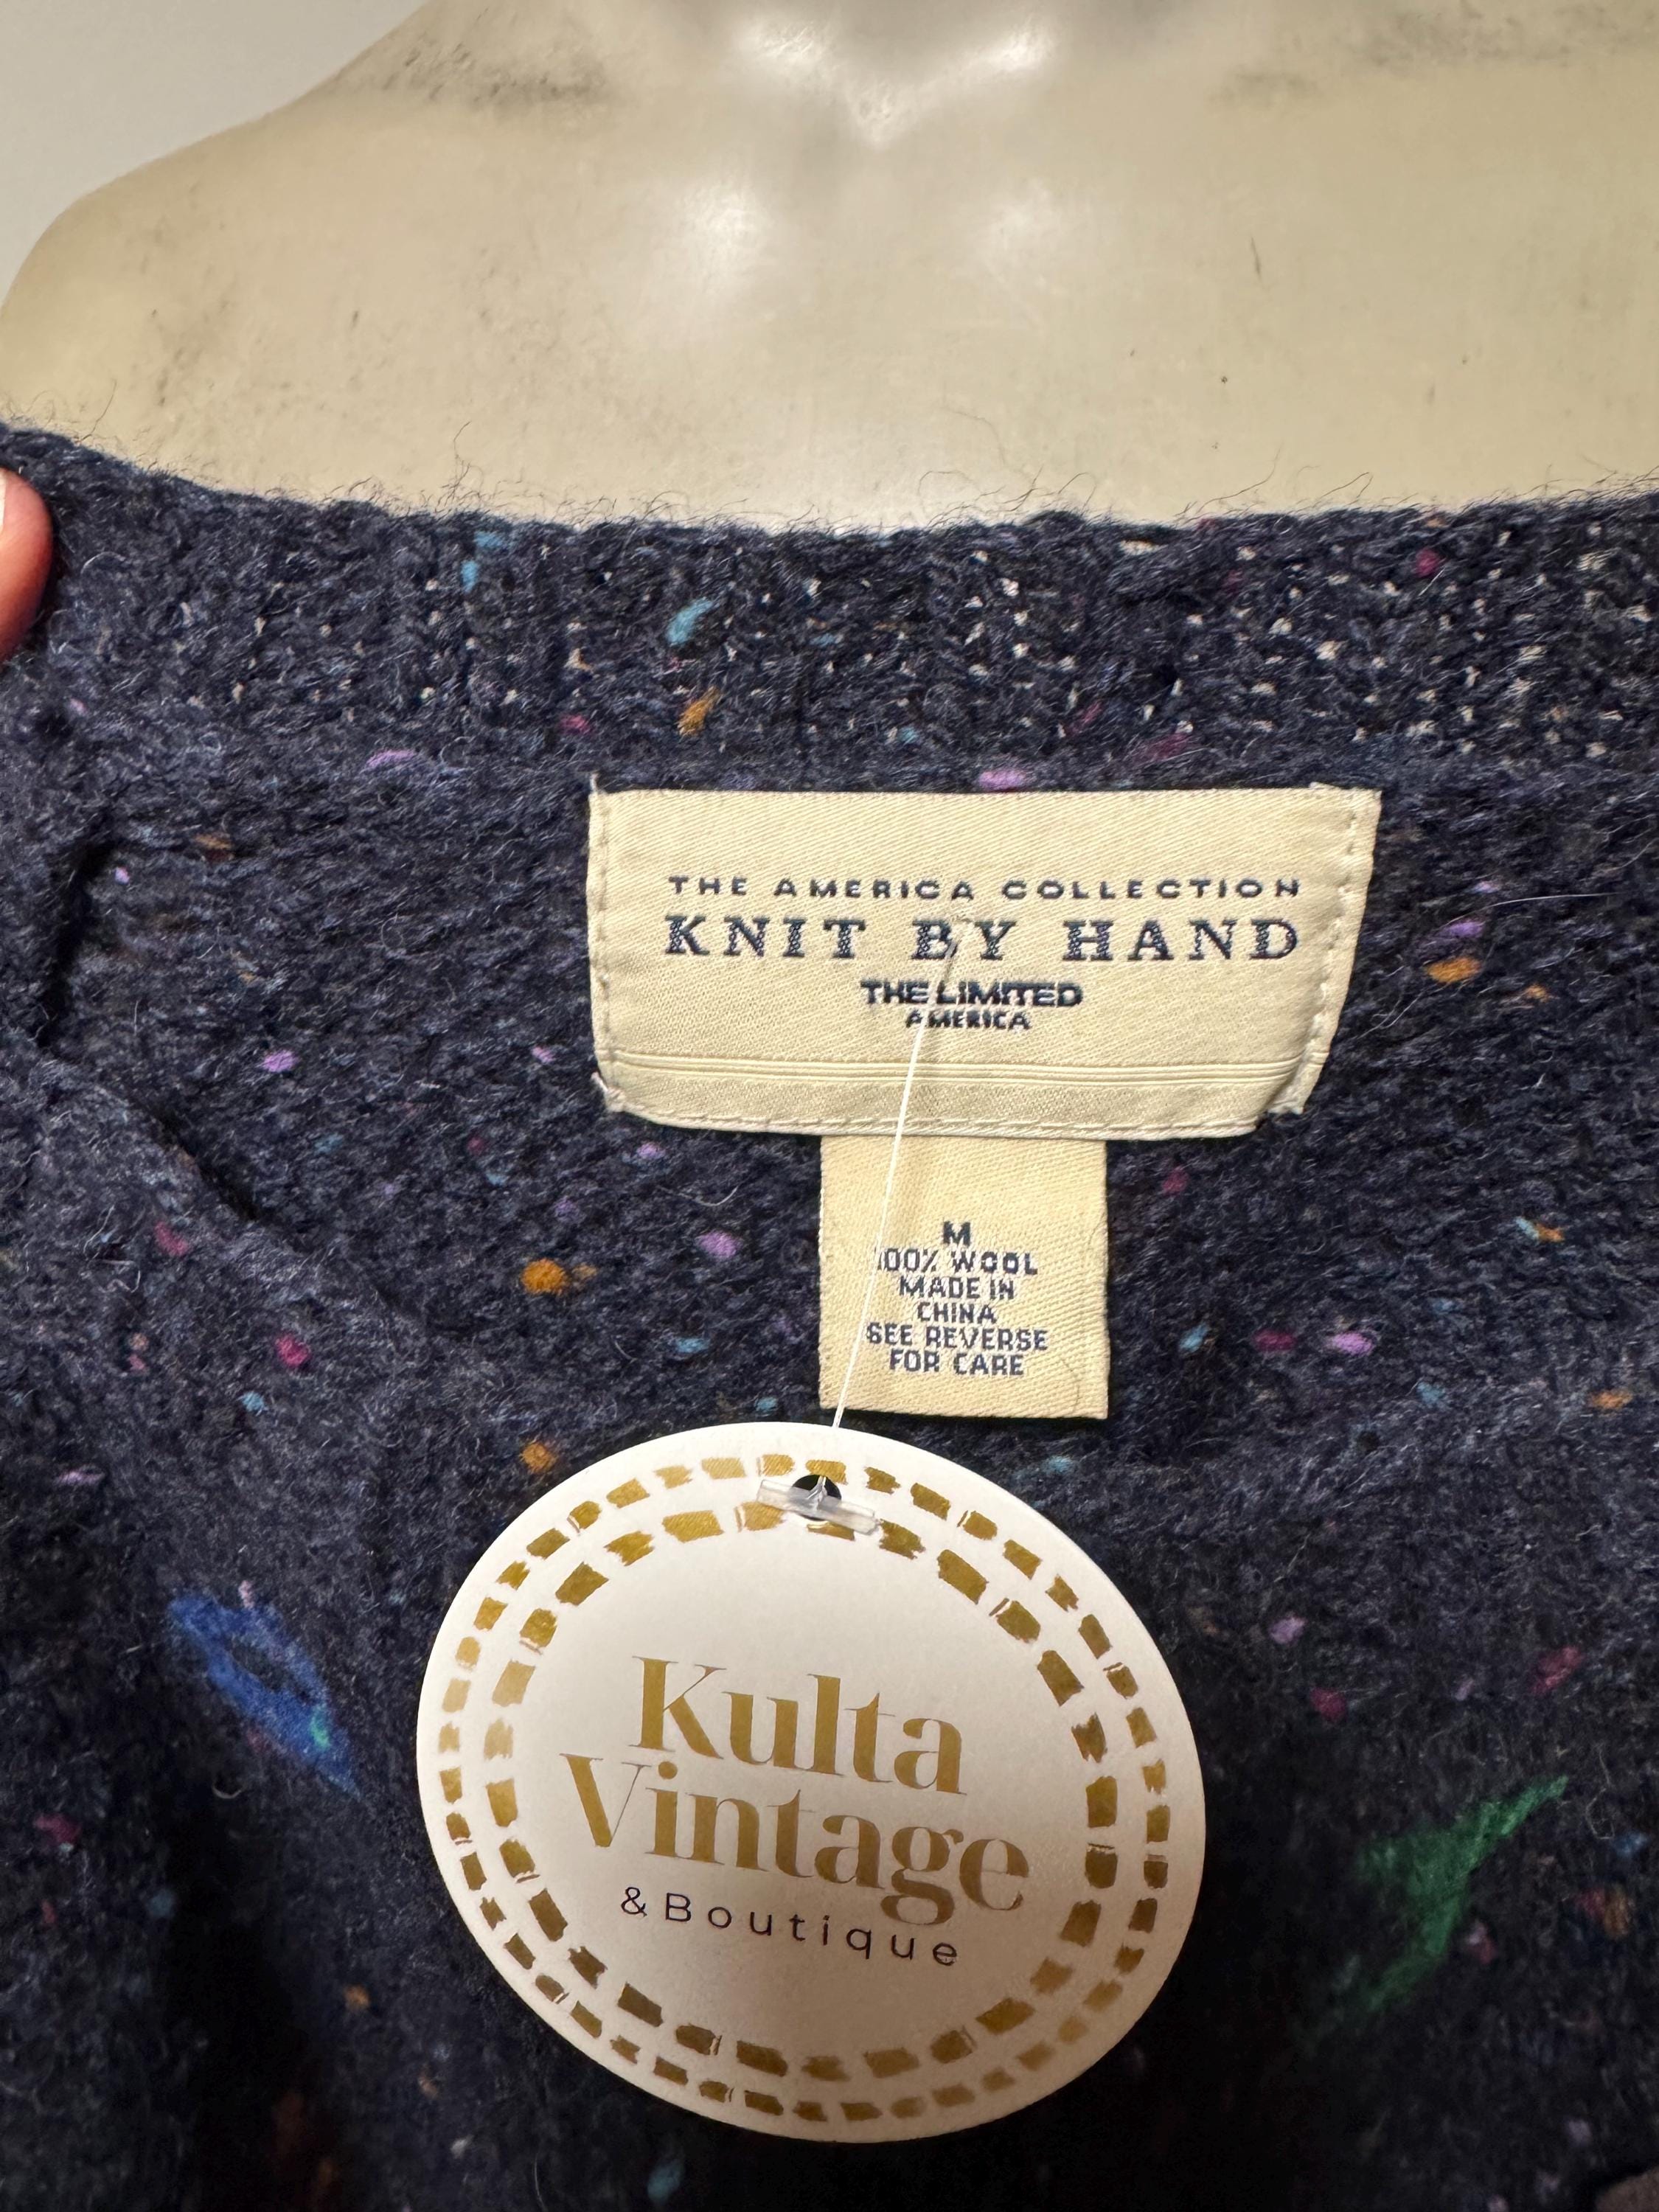 THE AMERICA COLLECTION
KNIT BY HAND
THE LIMITED
AMERICA
M
100% WOOL
MADE IN
CHINA
SEE REVERSE
FOR CARE
Kulta
Vintage
& Boutique